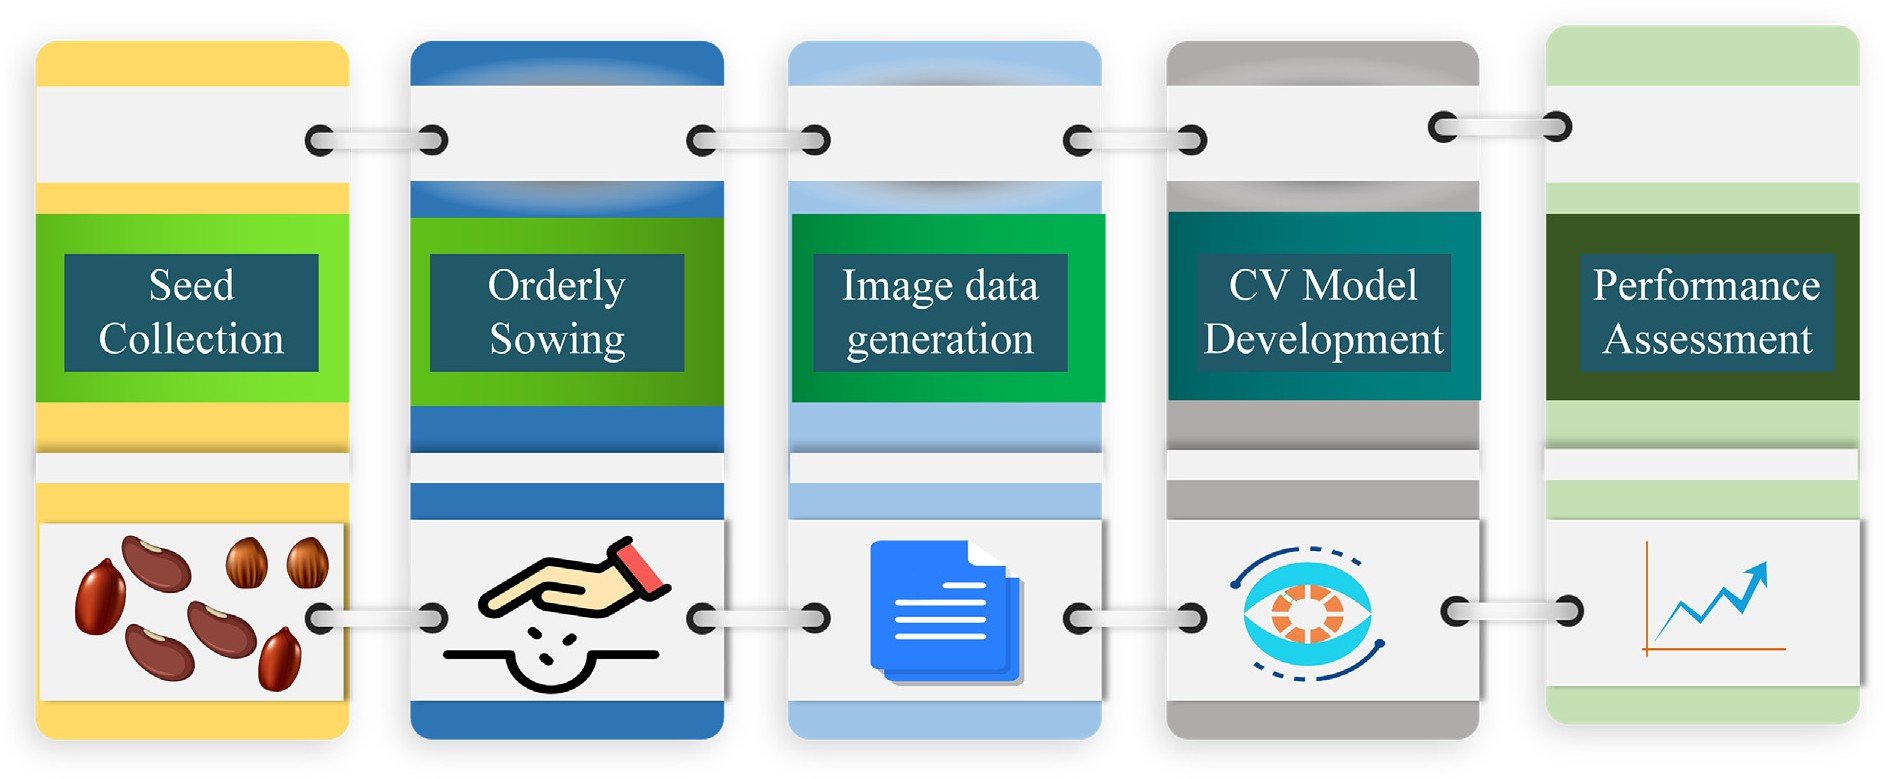 Seed
Collection
Orderly
Sowing
Image data
generation
CV Model
Development
Performance
Assessment